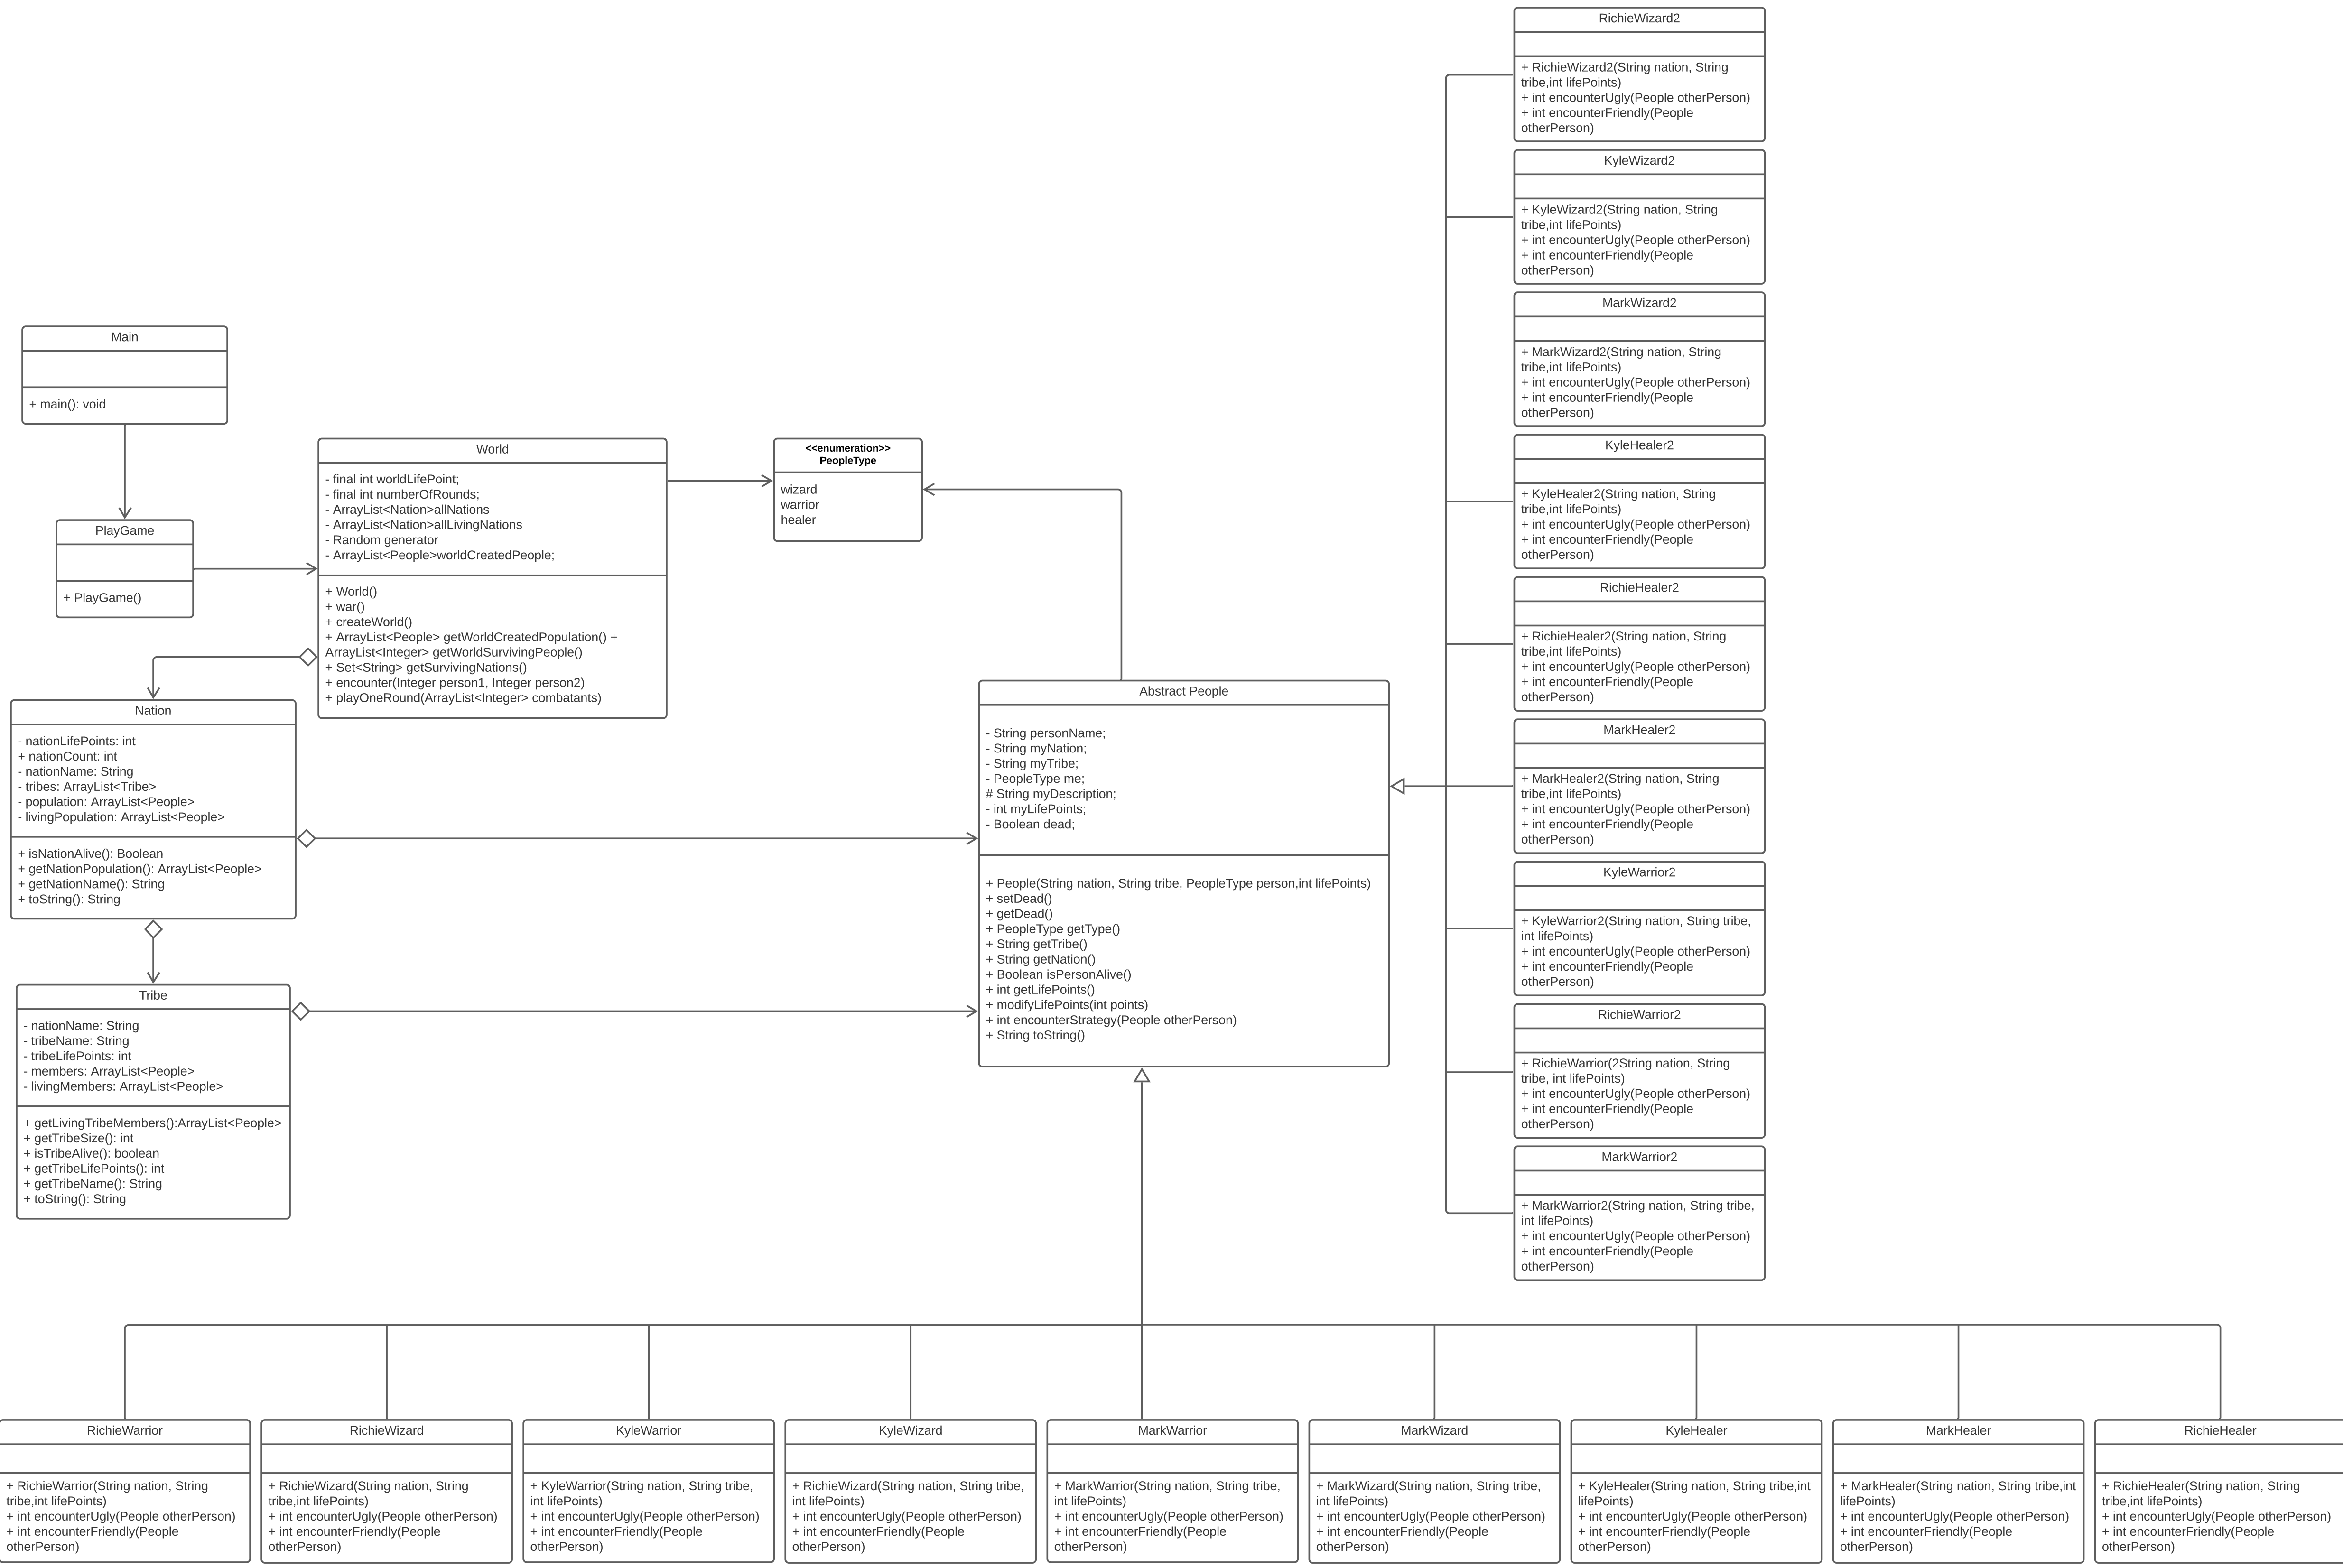 RichieWizard2
+ RichieWizard2(String nation, String
tribe,int lifePoints)
+ int encounterUgly(People otherPerson)
+ int encounterFriendly(People
otherPerson)
KyleWizard2
+ KyleWizard2(String nation, String
tribe,int lifePoints)
+ int encounterUgly(People otherPerson)
+ int encounterFriendly(People
otherPerson)
MarkWizard2
+ MarkWizard2(String nation, String
tribe,int lifePoints)
+ int encounterUgly(People otherPerson)
+ int encounterFriendly(People
otherPerson)
Main
+ main(): void
PlayGame
+ PlayGame()
World
- final int worldLifePoint;
- final int numberOfRounds;
- ArrayList<Nation>allNations
- ArrayList<Nation>allLivingNations
- Random generator
- ArrayList<People>worldCreatedPeople;
+ World()
+ war()
+ createWorld()
+ ArrayList<People> getWorldCreatedPopulation() +
ArrayList<Integer> getWorldSurvivingPeople()
+ Set<String> getSurvivingNations()
+ encounter(Integer person1, Integer person2)
+ playOneRound(ArrayList<Integer> combatants)
<<enumeration>>
PeopleType
wizard
warrior
healer
KyleHealer2
+ KyleHealer2(String nation, String
tribe,int lifePoints)
+ int encounterUgly(People otherPerson)
+ int encounterFriendly(People
otherPerson)
RichieHealer2
+ RichieHealer2(String nation, String
tribe,int lifePoints)
+ int encounterUgly(People otherPerson)
+ int encounterFriendly(People
otherPerson)
Nation
- nationLifePoints: int
+ nationCount: int
- nationName: String
- tribes: ArrayList<Tribe>
- population: ArrayList<People>
- livingPopulation: ArrayList<People>
+ isNationAlive(): Boolean
+ getNationPopulation(): ArrayList<People>
+ getNationName(): String
+ toString(): String
Abstract People
- String personName;
- String myNation;
- String myTribe;
- PeopleType me;
# String myDescription;
- int myLifePoints;
- Boolean dead;
+ People(String nation, String tribe, PeopleType person,int lifePoints)
+ setDead()
+ getDead()
+ PeopleType getType()
+ String getTribe()
+ String getNation()
+ Boolean isPersonAlive()
+ int getLifePoints()
+ modifyLifePoints(int points)
+ int encounterStrategy(People otherPerson)
+ String toString()
MarkHealer2
+ MarkHealer2(String nation, String
tribe,int lifePoints)
+ int encounterUgly(People otherPerson)
+ int encounterFriendly(People
otherPerson)
KyleWarrior2
+ KyleWarrior2(String nation, String tribe,
int lifePoints)
+ int encounterUgly(People otherPerson)
+ int encounterFriendly(People
otherPerson)
Tribe
- nationName: String
- tribeName: String
- tribeLifePoints: int
- members: ArrayList<People>
- livingMembers: ArrayList<People>
+ getLivingTribeMembers():ArrayList<People>
+ getTribeSize(): int
+ isTribeAlive(): boolean
+ getTribeLifePoints(): int
+ getTribeName(): String
+ toString(): String
RichieWarrior2
+ RichieWarrior(2String nation, String
tribe, int lifePoints)
+ int encounterUgly(People otherPerson)
+ int encounterFriendly(People
otherPerson)
MarkWarrior2
+ MarkWarrior2(String nation, String tribe,
int lifePoints)
+ int encounterUgly(People otherPerson)
+ int encounterFriendly(People
otherPerson)
RichieWarrior
+ RichieWarrior(String nation, String
tribe,int lifePoints)
+ int encounterUgly(People otherPerson)
+ int encounterFriendly(People
otherPerson)
RichieWizard
+ RichieWizard(String nation, String
tribe,int lifePoints)
+ int encounterUgly(People otherPerson)
+ int encounterFriendly(People
otherPerson)
KyleWarrior
+ KyleWarrior(String nation, String tribe,
int lifePoints)
+ int encounterUgly(People otherPerson)
+ int encounterFriendly(People
otherPerson)
KyleWizard
+ RichieWizard(String nation, String tribe,
int lifePoints)
+ int encounterUgly(People otherPerson)
+ int encounterFriendly(People
otherPerson)
MarkWarrior
+ MarkWarrior(String nation, String tribe,
int lifePoints)
+ int encounterUgly(People otherPerson)
+ int encounterFriendly(People
otherPerson)
MarkWizard
+ MarkWizard(String nation, String tribe,
int lifePoints)
+ int encounterUgly(People otherPerson)
+ int encounterFriendly(People
otherPerson)
KyleHealer
+ KyleHealer(String nation, String tribe,int
lifePoints)
+ int encounterUgly(People otherPerson)
+ int encounterFriendly(People
otherPerson)
MarkHealer
+ MarkHealer(String nation, String tribe,int
lifePoints)
+ int encounterUgly(People otherPerson)
+ int encounterFriendly(People
otherPerson)
RichieHealer
+ RichieHealer(String nation, String
tribe,int lifePoints)
+ int encounterUgly(People otherPerson)
+ int encounterFriendly(People
otherPerson)